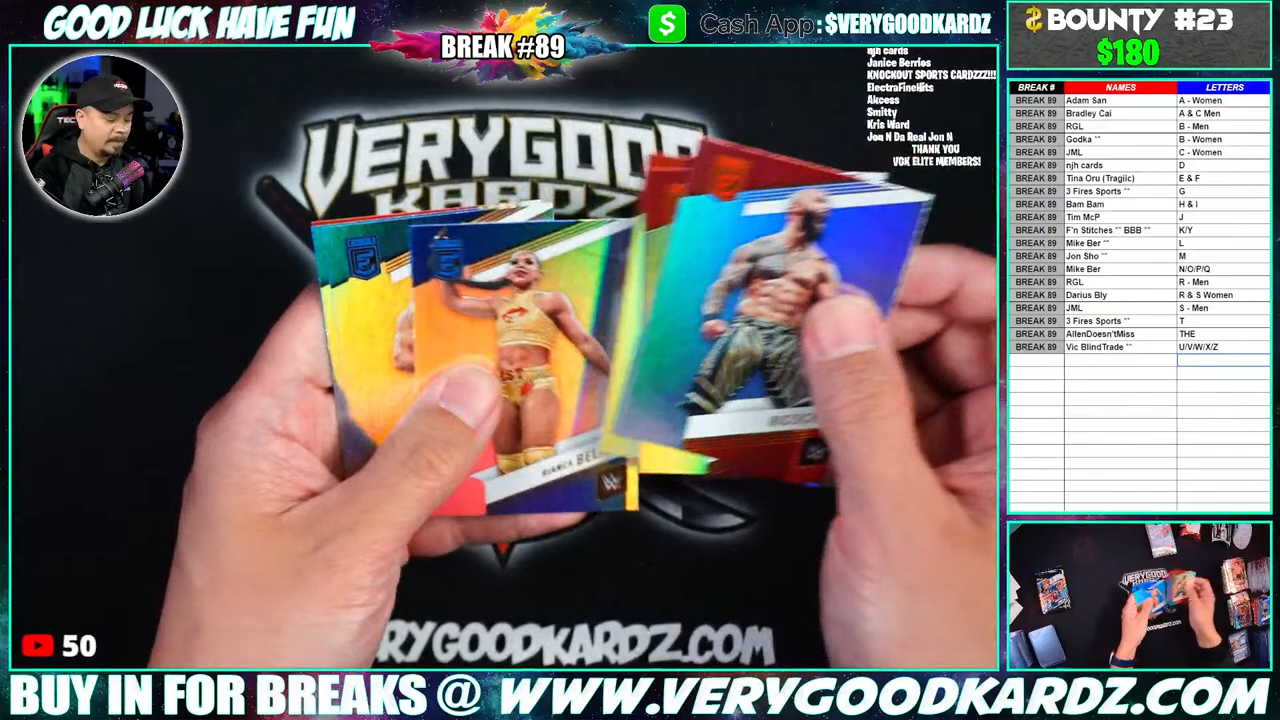 GOOD LUCK HAVE FUN
BREAK #89
$ Cash App : $VERYGOODKARDZ
$ BOUNTY #23
$180
njh cards
Janice Berrios
KNOCKOUT SPORTS CARDZZZ!!!
ElectraFineHits
Akcess
Smitty
Kris Ward
Jon N Da Real Jon N
THANK YOU
VGK ELITE MEMBERS!
BREAK # NAMES LETTERS
BREAK 89 Adam San A - Women
BREAK 89 Bradley Cai A & C Men
BREAK 89 RGL B - Men
BREAK 89 Godka ** B - Women
BREAK 89 JML C - Women
BREAK 89 njh cards D
BREAK 89 Tina Oru (Tragiic) E & F
BREAK 89 3 Fires Sports ** G
BREAK 89 Bam Bam H & I
BREAK 89 Tim McP J
BREAK 89 F'n Stitches ** BBB ** K/Y
BREAK 89 Mike Ber ** L
BREAK 89 Jon Sho ** M
BREAK 89 Mike Ber N/O/P/Q
BREAK 89 RGL R - Men
BREAK 89 Darius Bly R & S Women
BREAK 89 JML S - Men
BREAK 89 3 Fires Sports ** T
BREAK 89 AllenDoesn'tMiss THE
BREAK 89 Vic BlindTrade ** U/V/W/X/Z
VERYGOOD
KARDZ
BIANCA BEL
ERYGOODKARDZ.COM
50
BUY IN FOR BREAKS @ WWW.VERYGOODKARDZ.COM